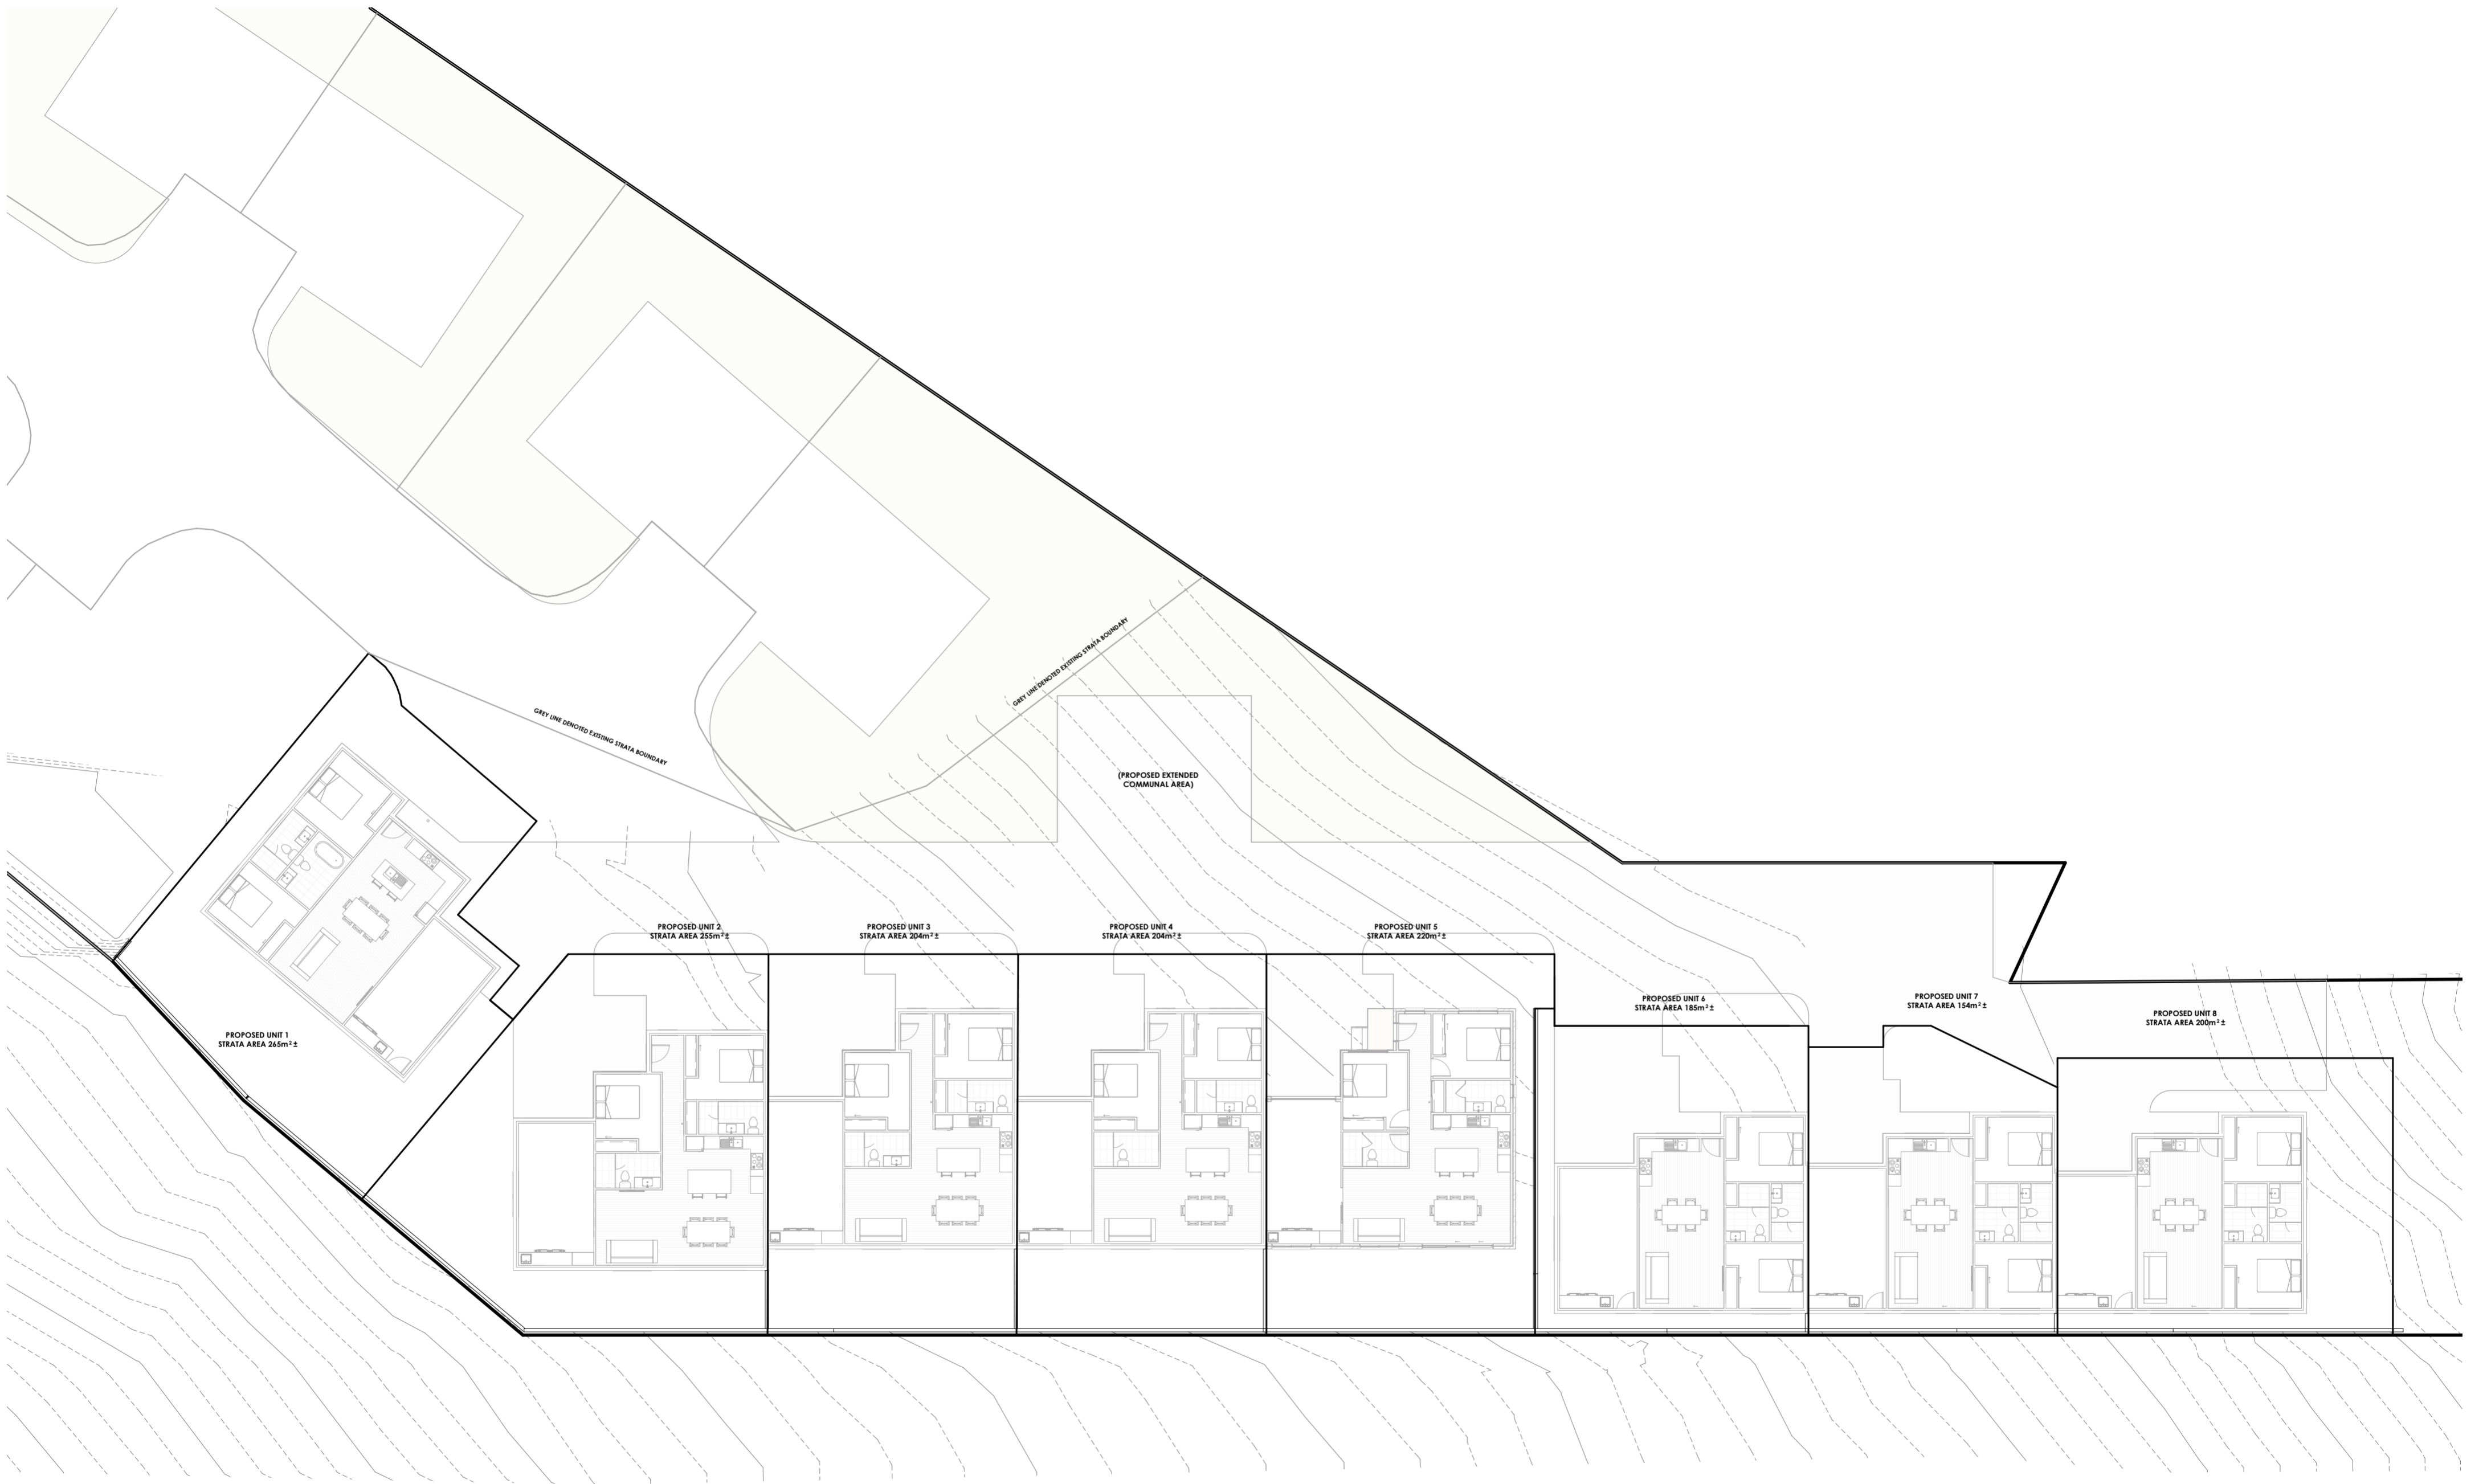 GREY LINE DENOTED EXISTING STRATA BOUNDARY
GREY LINE DENOTED EXISTING STRATA BOUNDARY
(PROPOSED EXTENDED
COMMUNAL AREA)
PROPOSED UNIT 1
STRATA AREA 265m²±
PROPOSED UNIT 2
STRATA AREA 255m²±
PROPOSED UNIT 3
STRATA AREA 204m²±
PROPOSED UNIT 4
STRATA AREA 204m²±
PROPOSED UNIT 5
STRATA AREA 220m²±
PROPOSED UNIT 6
STRATA AREA 185m²±
PROPOSED UNIT 7
STRATA AREA 154m²±
PROPOSED UNIT 8
STRATA AREA 200m²±